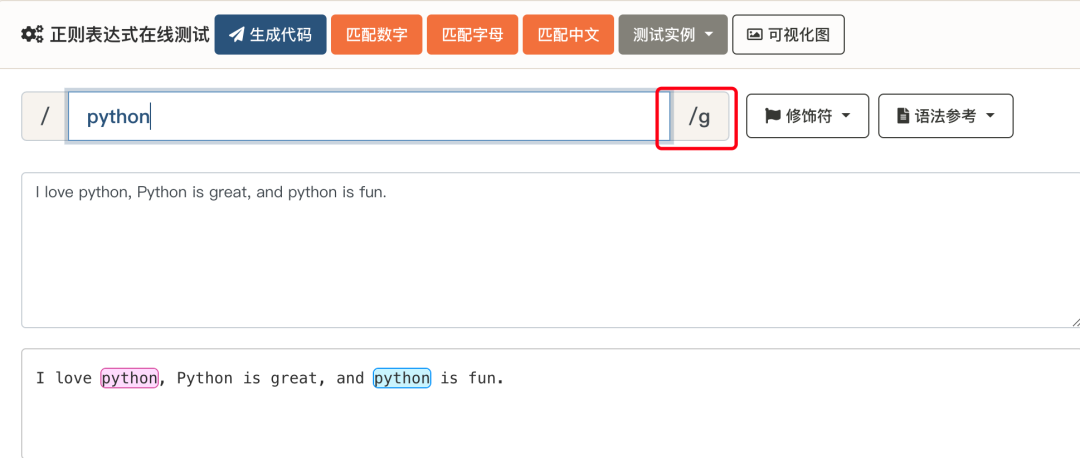 正则表达式在线测试 生成代码 匹配数字 匹配字母 匹配中文 测试实例 可视化图
/ python /g 修饰符 语法参考
I love python, Python is great, and python is fun.
I love python, Python is great, and python is fun.